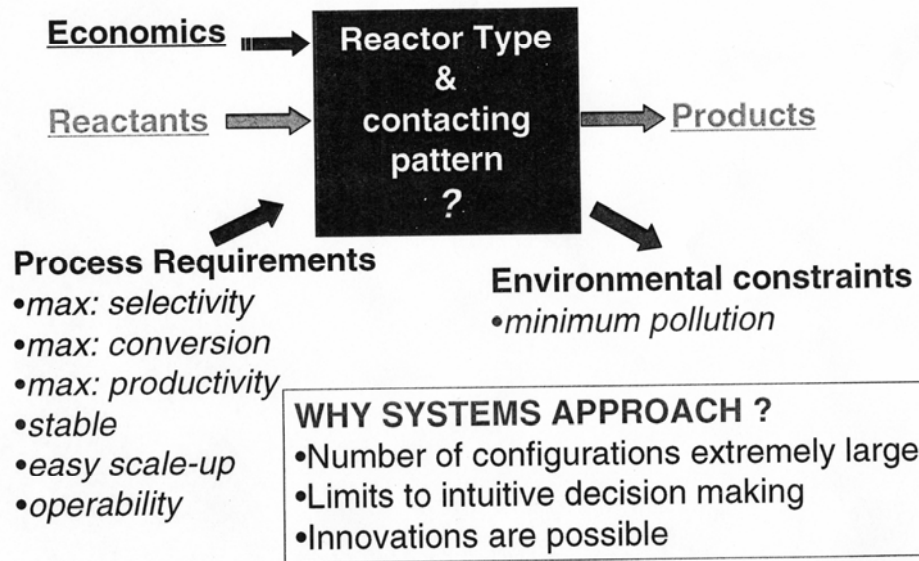 Economics
Reactor Type
&
contacting
pattern
?
Reactants
Products
Process Requirements
•max: selectivity
•max: conversion
•max: productivity
•stable
•easy scale-up
•operability
Environmental constraints
•minimum pollution
WHY SYSTEMS APPROACH ?
•Number of configurations extremely large
•Limits to intuitive decision making
•Innovations are possible